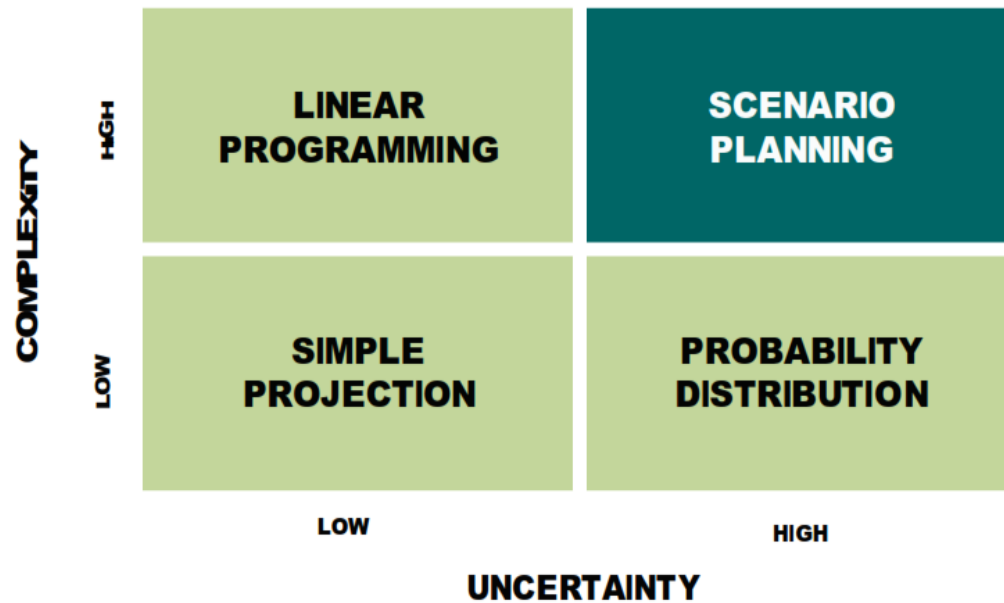 HIGH
LINEAR
PROGRAMMING
SCENARIO
PLANNING
COMPLEXITY
LOW
SIMPLE
PROJECTION
PROBABILITY
DISTRIBUTION
LOW
HIGH
UNCERTAINTY